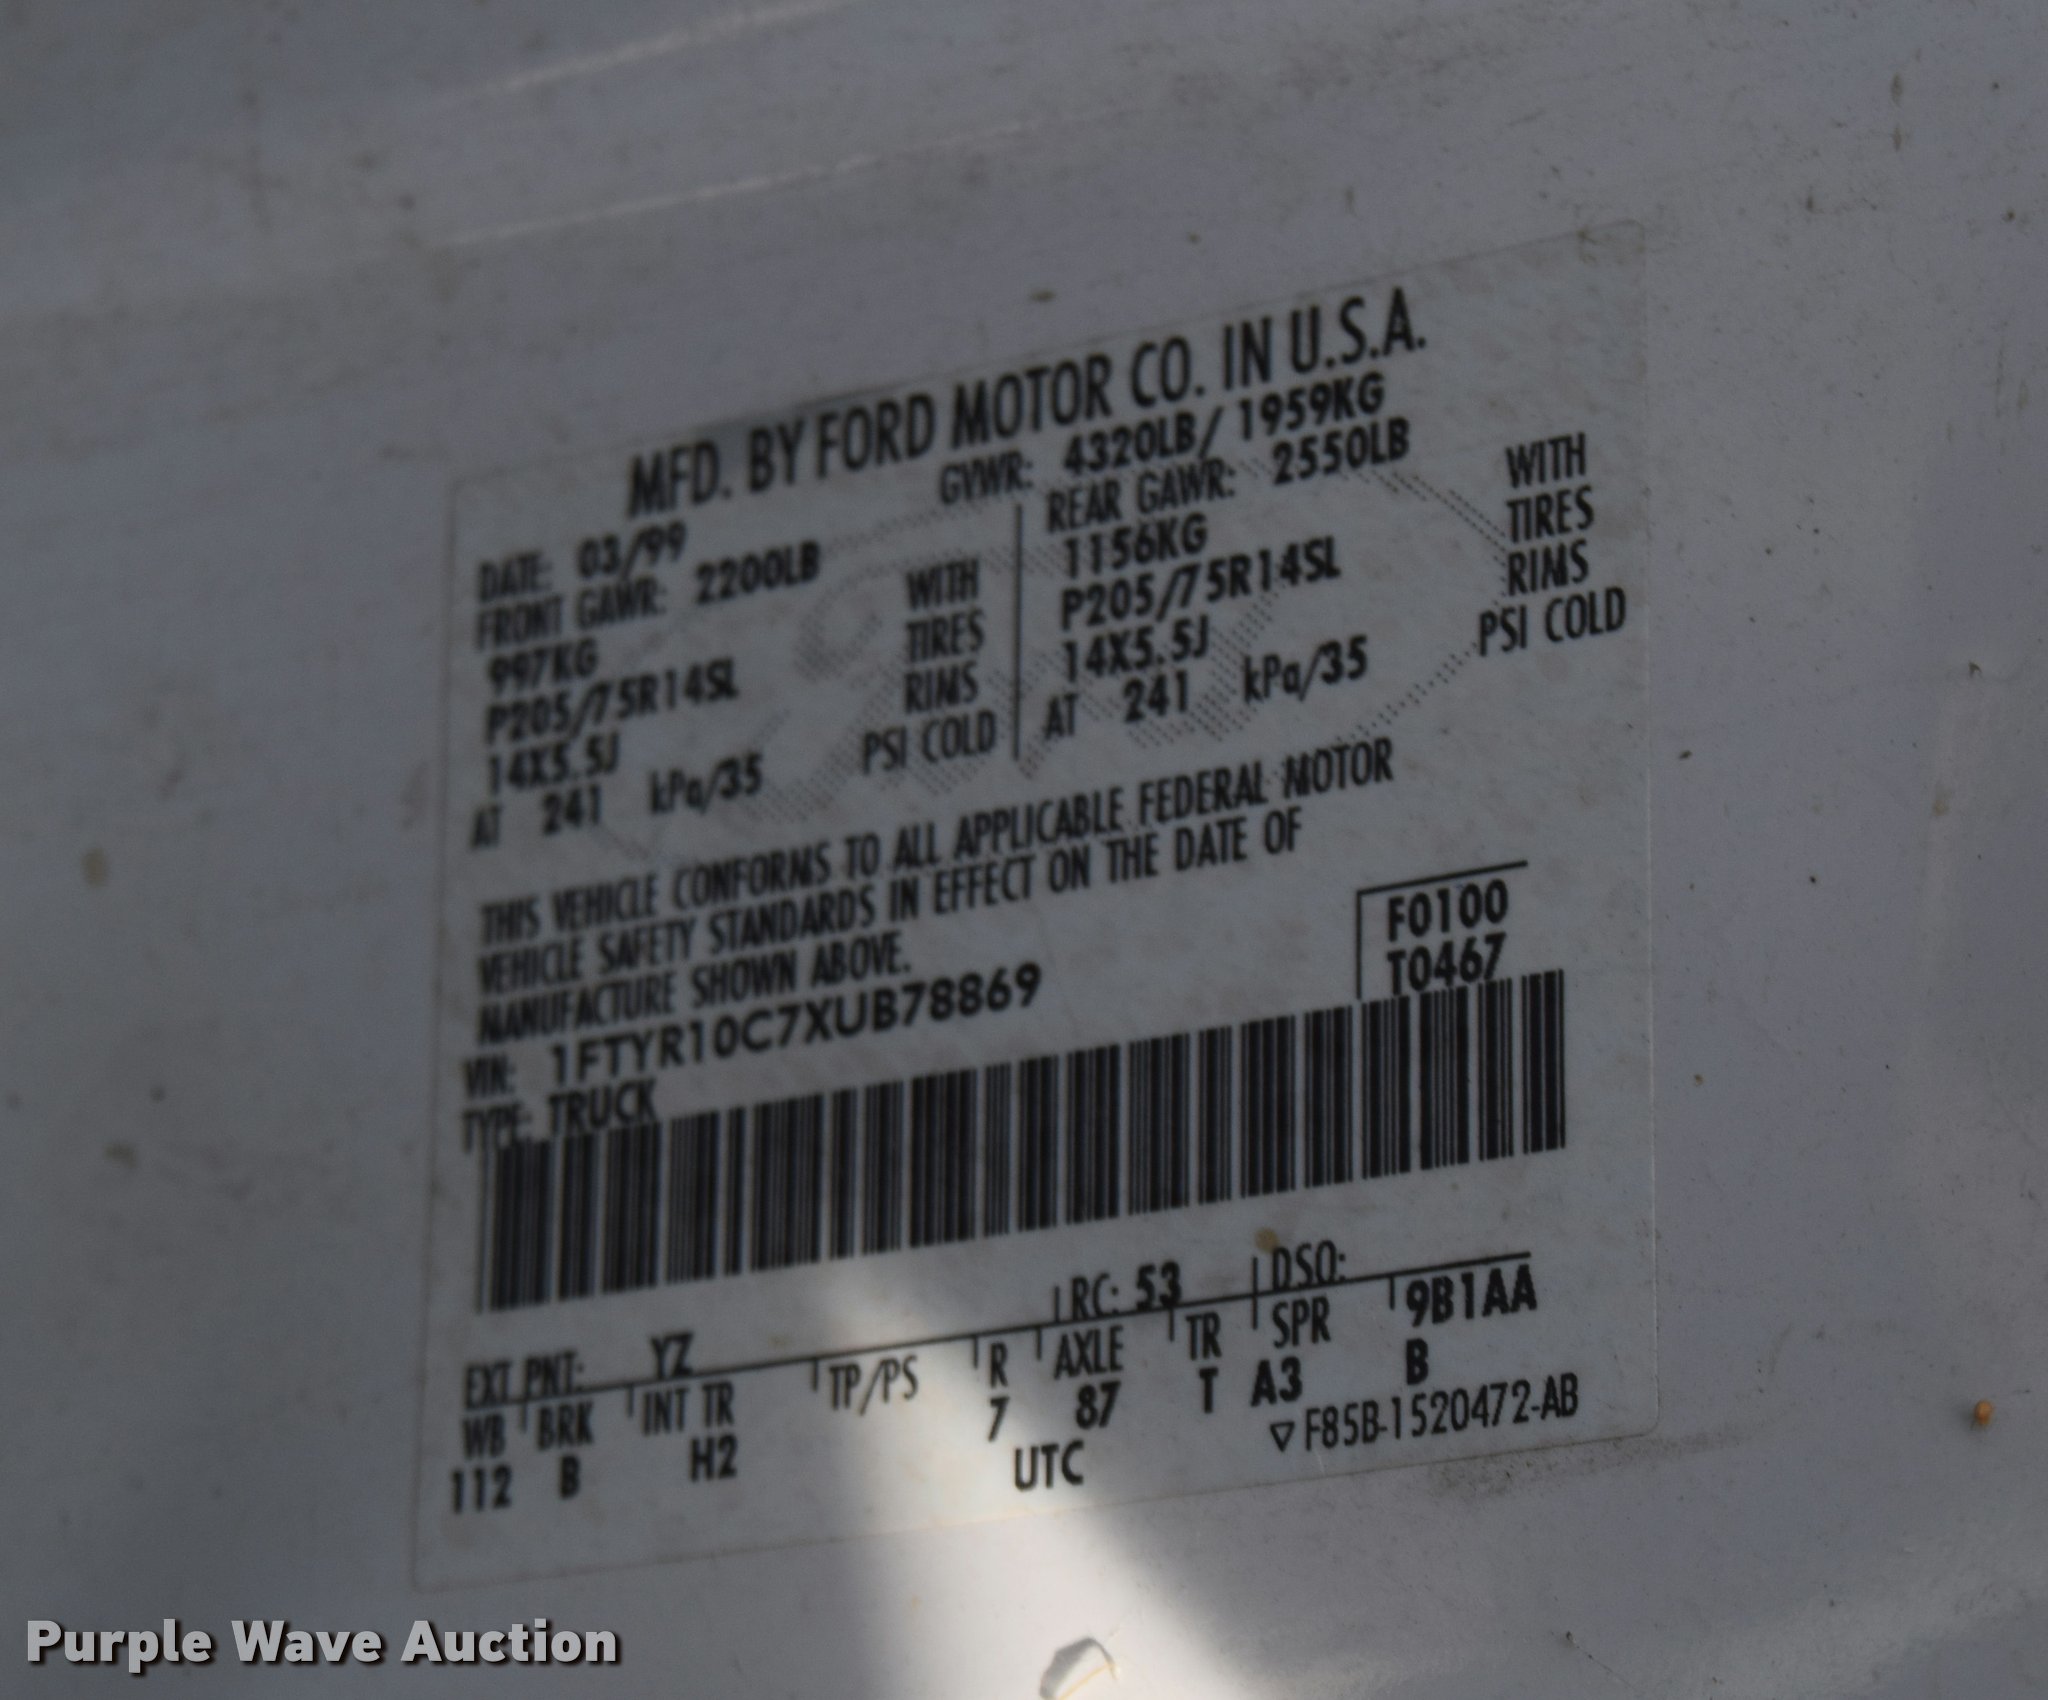 MFD. BY FORD MOTOR CO. IN U.S.A.
DATE: 03/99 GVWR: 4320LB/ 1959KG
FRONT GAWR: 2200LB REAR GAWR: 2550LB
997KG WITH 1156KG WITH
P205/75R14SL TIRES P205/75R14SL TIRES
14X5.5J RIMS 14X5.5J RIMS
AT 241 kPa/35 PSI COLD AT 241 kPa/35 PSI COLD
THIS VEHICLE CONFORMS TO ALL APPLICABLE FEDERAL MOTOR
VEHICLE SAFETY STANDARDS IN EFFECT ON THE DATE OF
MANUFACTURE SHOWN ABOVE.
F0100
VIN: 1FTYR10C7XUB78869 T0467
TYPE: TRUCK
EXT PNT: YZ RC: 53 DSO:
WB BRK INT TR TP/PS R AXLE TR SPR 9B1AA
112 B H2 7 87 T A3 B
UTC ▽F85B-1520472-AB
Purple Wave Auction